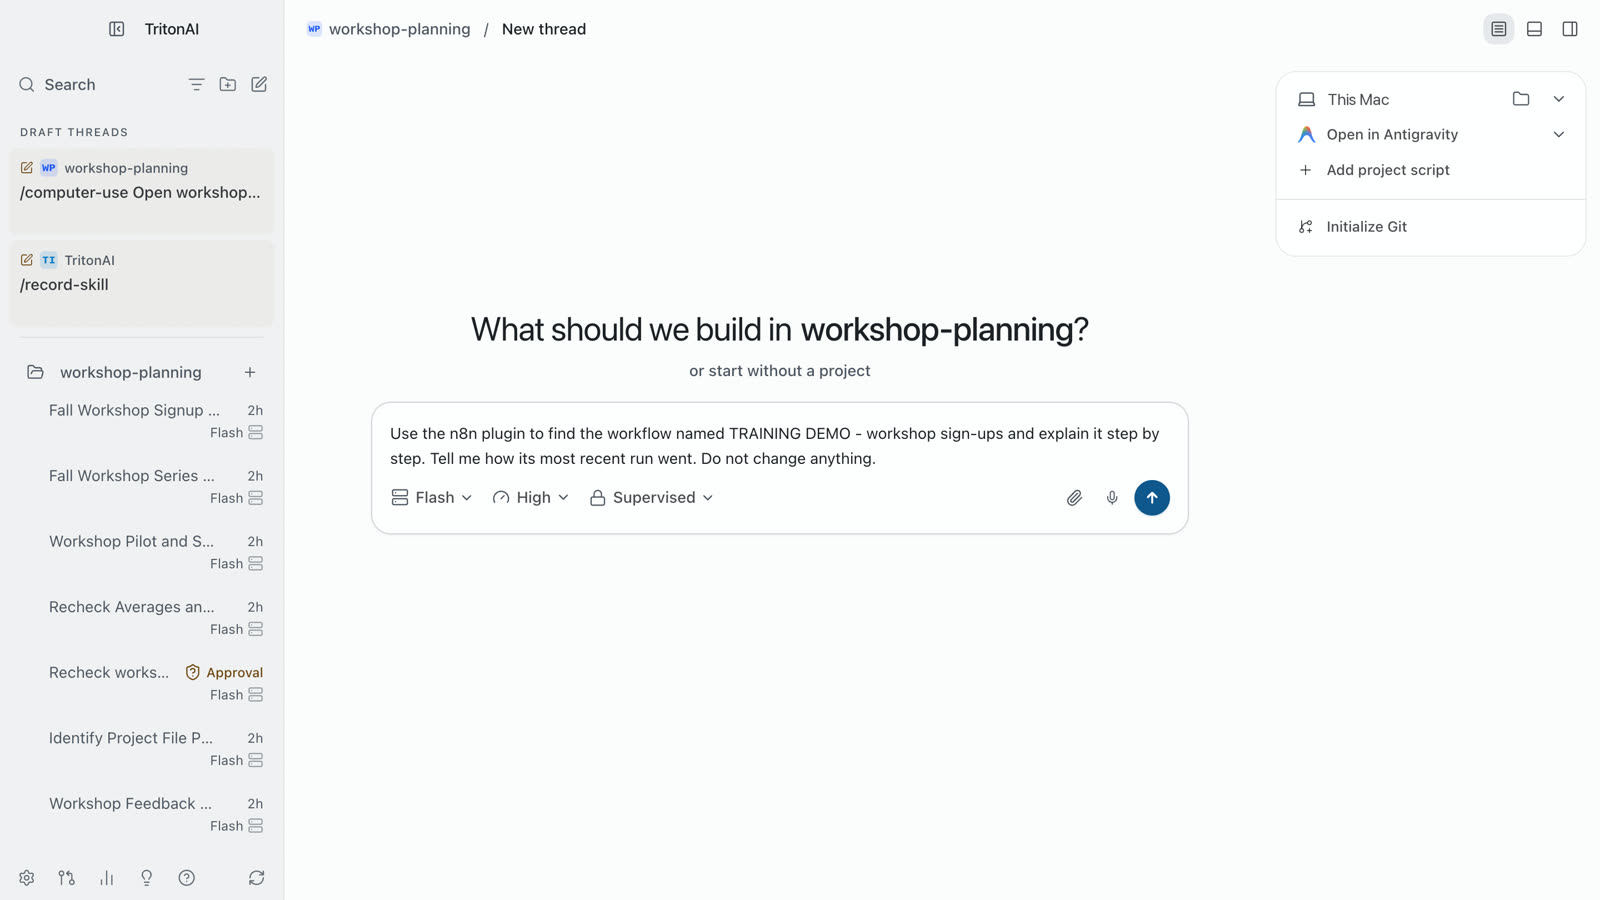 TritonAI
Search
DRAFT THREADS
WP workshop-planning
/computer-use Open workshop...
TI TritonAI
/record-skill
workshop-planning
Fall Workshop Signup ... 2h
Flash
Fall Workshop Series ... 2h
Flash
Workshop Pilot and S... 2h
Flash
Recheck Averages an... 2h
Flash
Recheck works... Approval
Flash
Identify Project File P... 2h
Flash
Workshop Feedback ... 2h
Flash
WP workshop-planning / New thread
This Mac
Open in Antigravity
Add project script
Initialize Git
What should we build in workshop-planning?
or start without a project
Use the n8n plugin to find the workflow named TRAINING DEMO - workshop sign-ups and explain it step by
step. Tell me how its most recent run went. Do not change anything.
Flash High Supervised